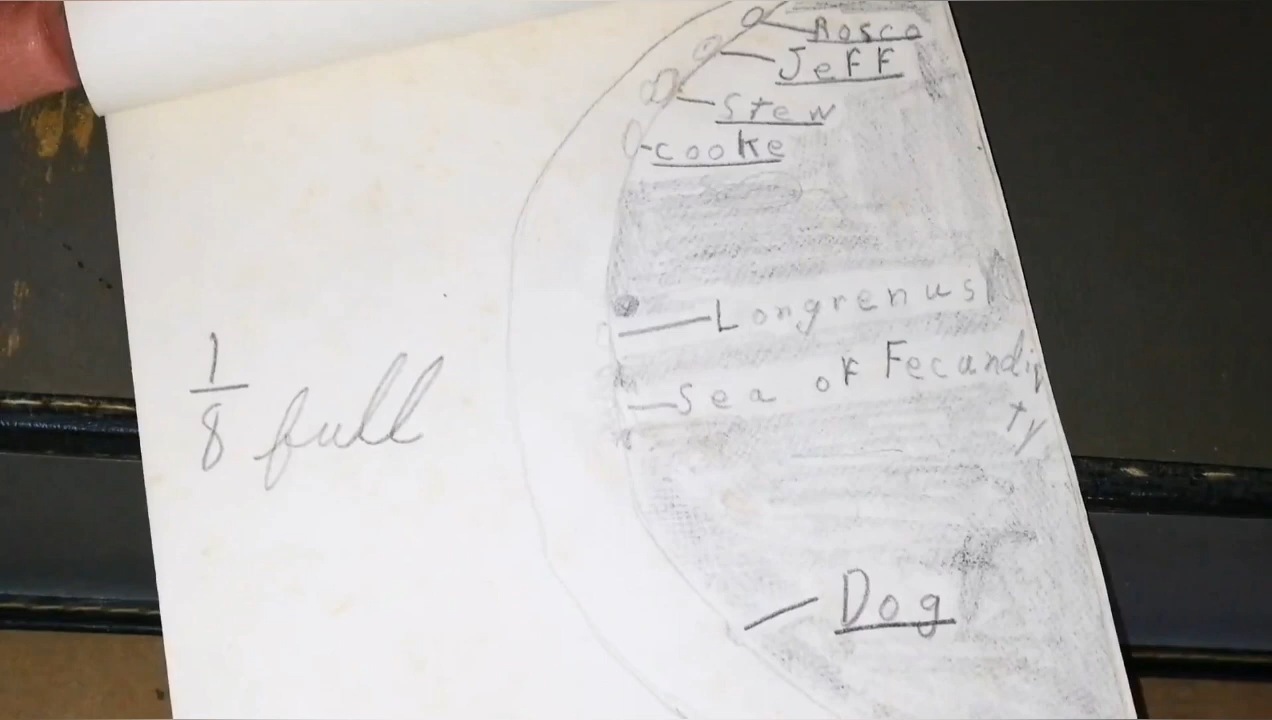 Rosco
Jeff
Stew
cooke
Longrenus
Sea of Fecundi
ty
1/8 full
Dog